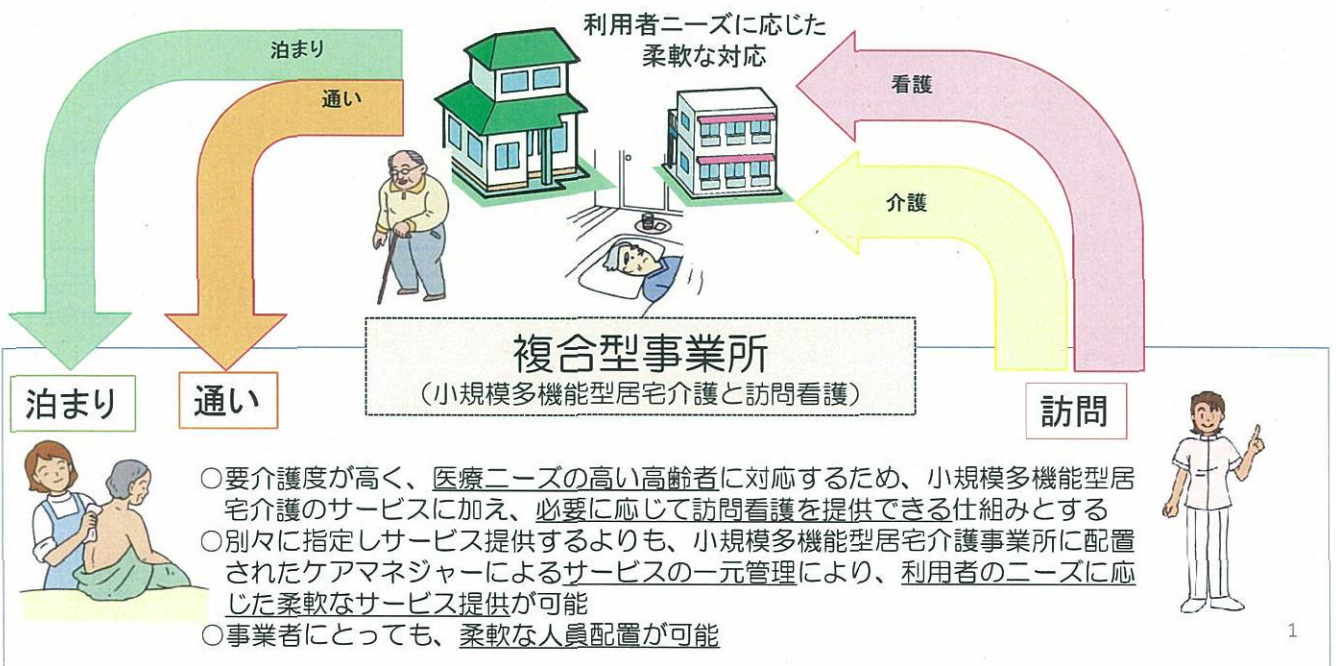 利用者ニーズに応じた
柔軟な対応
泊まり
通い
看護
介護
複合型事業所
（小規模多機能型居宅介護と訪問看護）
泊まり
通い
訪問
○要介護度が高く、医療ニーズの高い高齢者に対応するため、小規模多機能型居
宅介護のサービスに加え、必要に応じて訪問看護を提供できる仕組みとする
○別々に指定しサービス提供するよりも、小規模多機能型居宅介護事業所に配置
されたケアマネジャーによるサービスの一元管理により、利用者のニーズに応
じた柔軟なサービス提供が可能
○事業者にとっても、柔軟な人員配置が可能
1